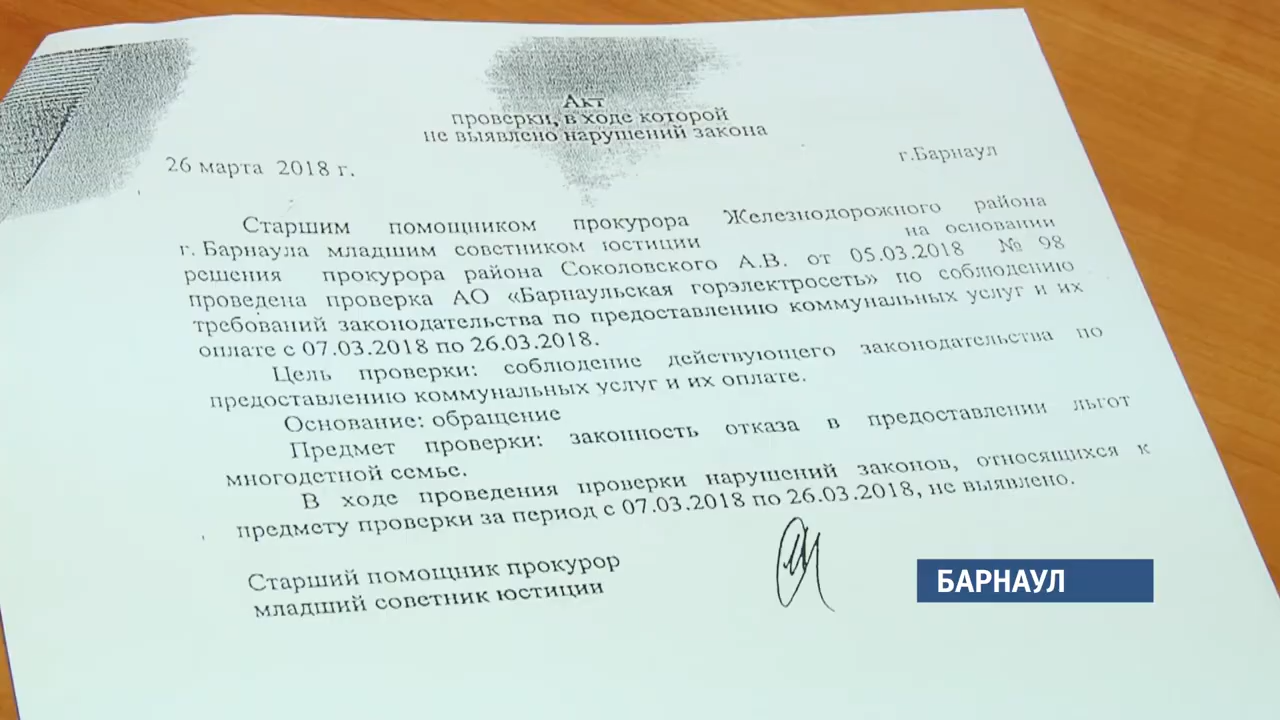 Акт
проверки, в ходе которой
не выявлено нарушений закона
26 марта 2018 г.
г.Барнаул
Старшим помощником прокурора Железнодорожного района
г. Барнаула младшим советником юстиции на основании
решения прокурора района Соколовского А.В. от 05.03.2018 № 98
проведена проверка АО «Барнаульская горэлектросеть» по соблюдению
требований законодательства по предоставлению коммунальных услуг и их
оплате с 07.03.2018 по 26.03.2018.
Цель проверки: соблюдение действующего законодательства по
предоставлению коммунальных услуг и их оплате.
Основание: обращение
Предмет проверки: законность отказа в предоставлении льгот
многодетной семье.
В ходе проведения проверки нарушений законов, относящихся к
предмету проверки за период с 07.03.2018 по 26.03.2018, не выявлено.
Старший помощник прокурор
младший советник юстиции
БАРНАУЛ